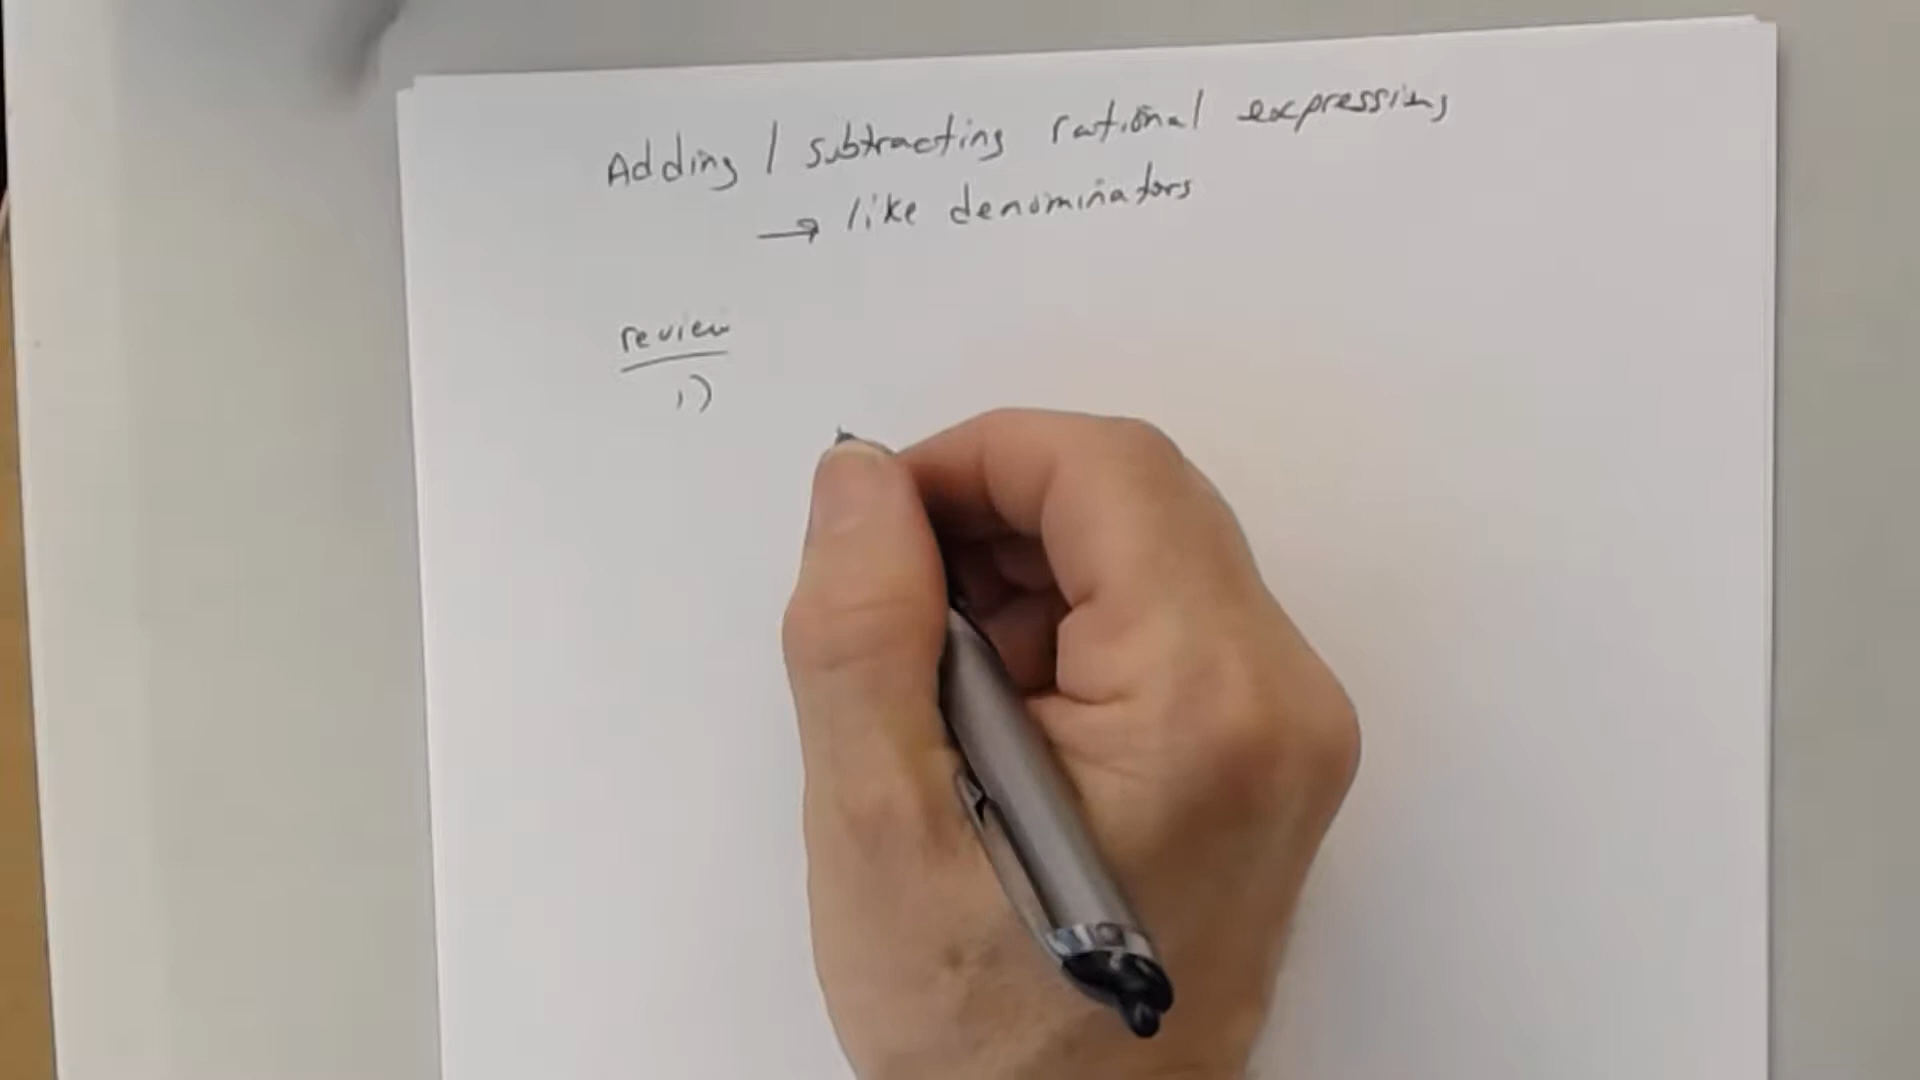 Adding / subtracting rational expressions
→ like denominators
review
1)